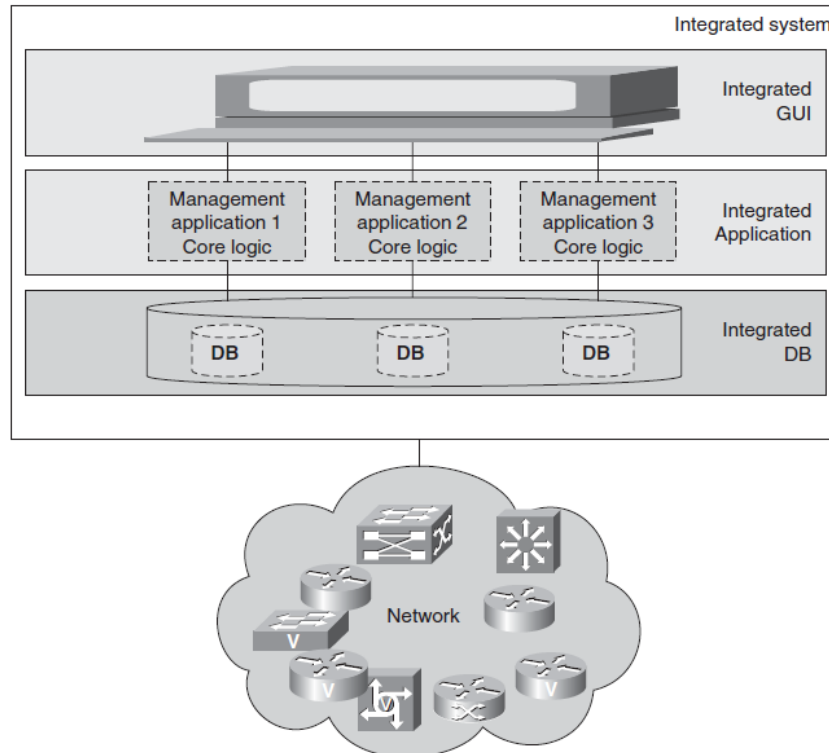 Integrated system
Integrated
GUI
Management
application 1
Core logic
Management
application 2
Core logic
Management
application 3
Core logic
Integrated
Application
DB
DB
DB
Integrated
DB
Network
V
V
V
V